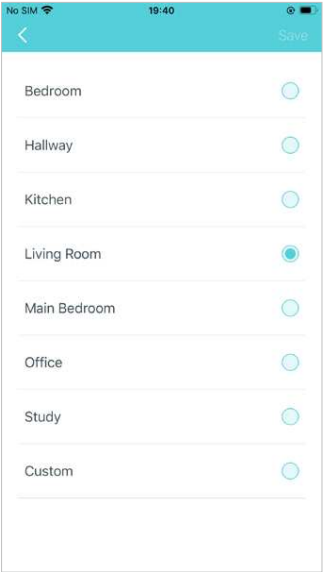 No SIM 19:40
Save
Bedroom
Hallway
Kitchen
Living Room
Main Bedroom
Office
Study
Custom